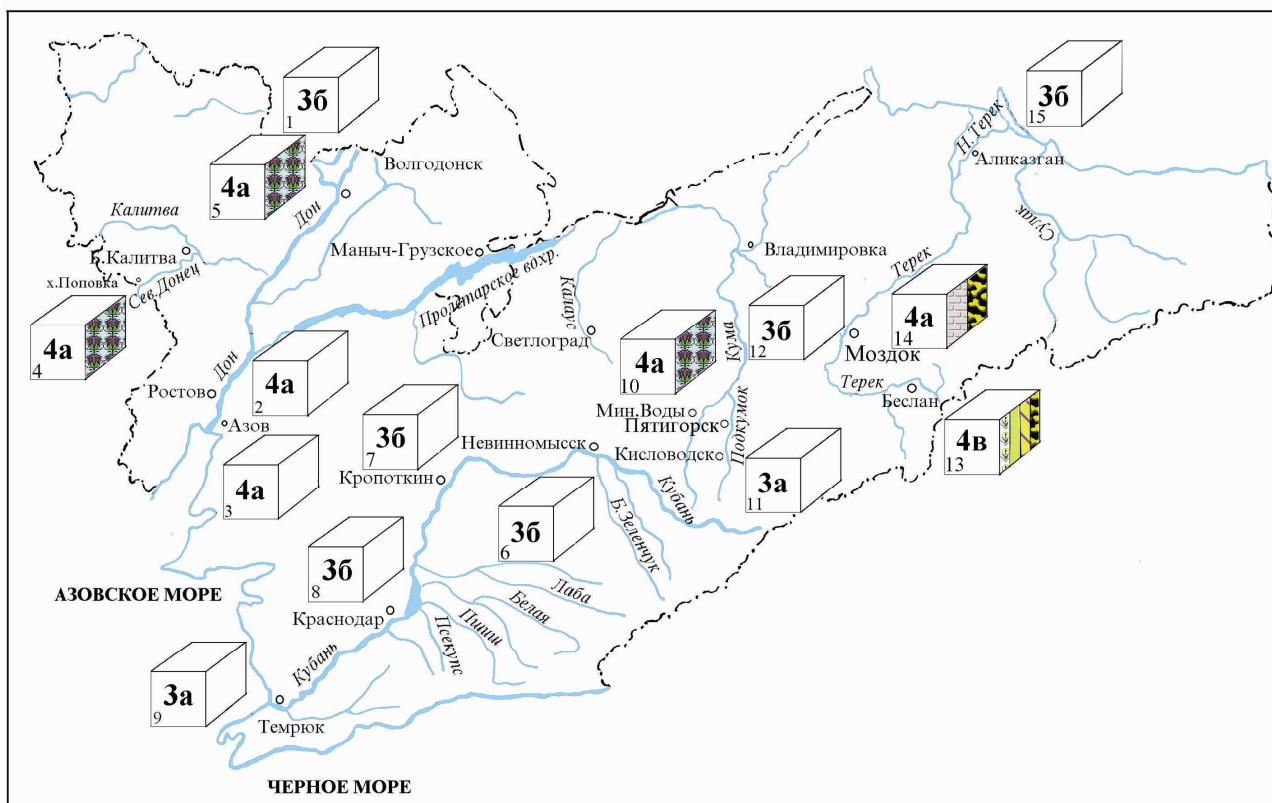 3б
1
3б
15
Н.Терек
Аликазган
4а
5
Волгодонск
Дон
Калитва
Б.Калитва
Маныч-Грузское
Владимировка
Сулак
Терек
х.Поповка
Сев.Донец
Пролетарское вдхр.
Калаус
4а
4
4а
14
3б
12
Светлоград
4а
10
Кума
Моздок
Дон
4а
2
Ростов
Азов
Терек
Беслан
3б
7
Мин.Воды
Пятигорск
Подкумок
Невинномысск
Кисловодск
4в
13
4а
3
Кропоткин
3а
11
Кубань
Б.Зеленчук
3б
6
3б
8
АЗОВСКОЕ МОРЕ
Лаба
Белая
Пшиш
Псекупс
Краснодар
Кубань
3а
9
Темрюк
ЧЕРНОЕ МОРЕ